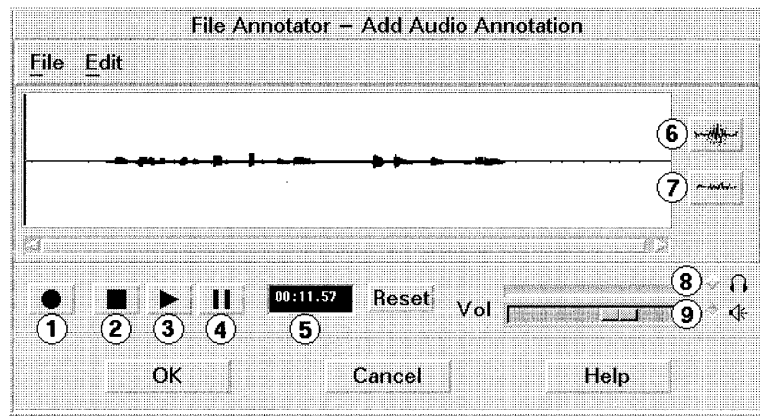 File Annotator – Add Audio Annotation
File Edit
6
7
8
00:11.57 Reset
Vol
9
1 2 3 4 5
OK Cancel Help